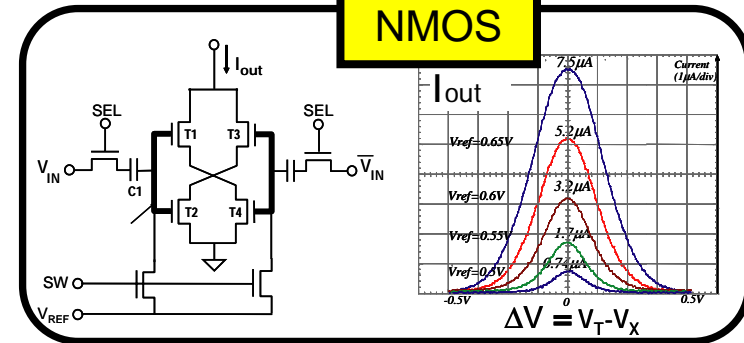 NMOS
Iout
SEL
SEL
T1
T3
VIN
V̅IN
C1
T2
T4
SW
VREF
Iout
Current
(1µA/div)
7.5µA
5.2µA
Vref=0.65V
3.2µA
Vref=0.6V
1.7µA
Vref=0.55V
0.74µA
Vref=0.5V
-0.5V
0
0.5V
ΔV = VT-VX